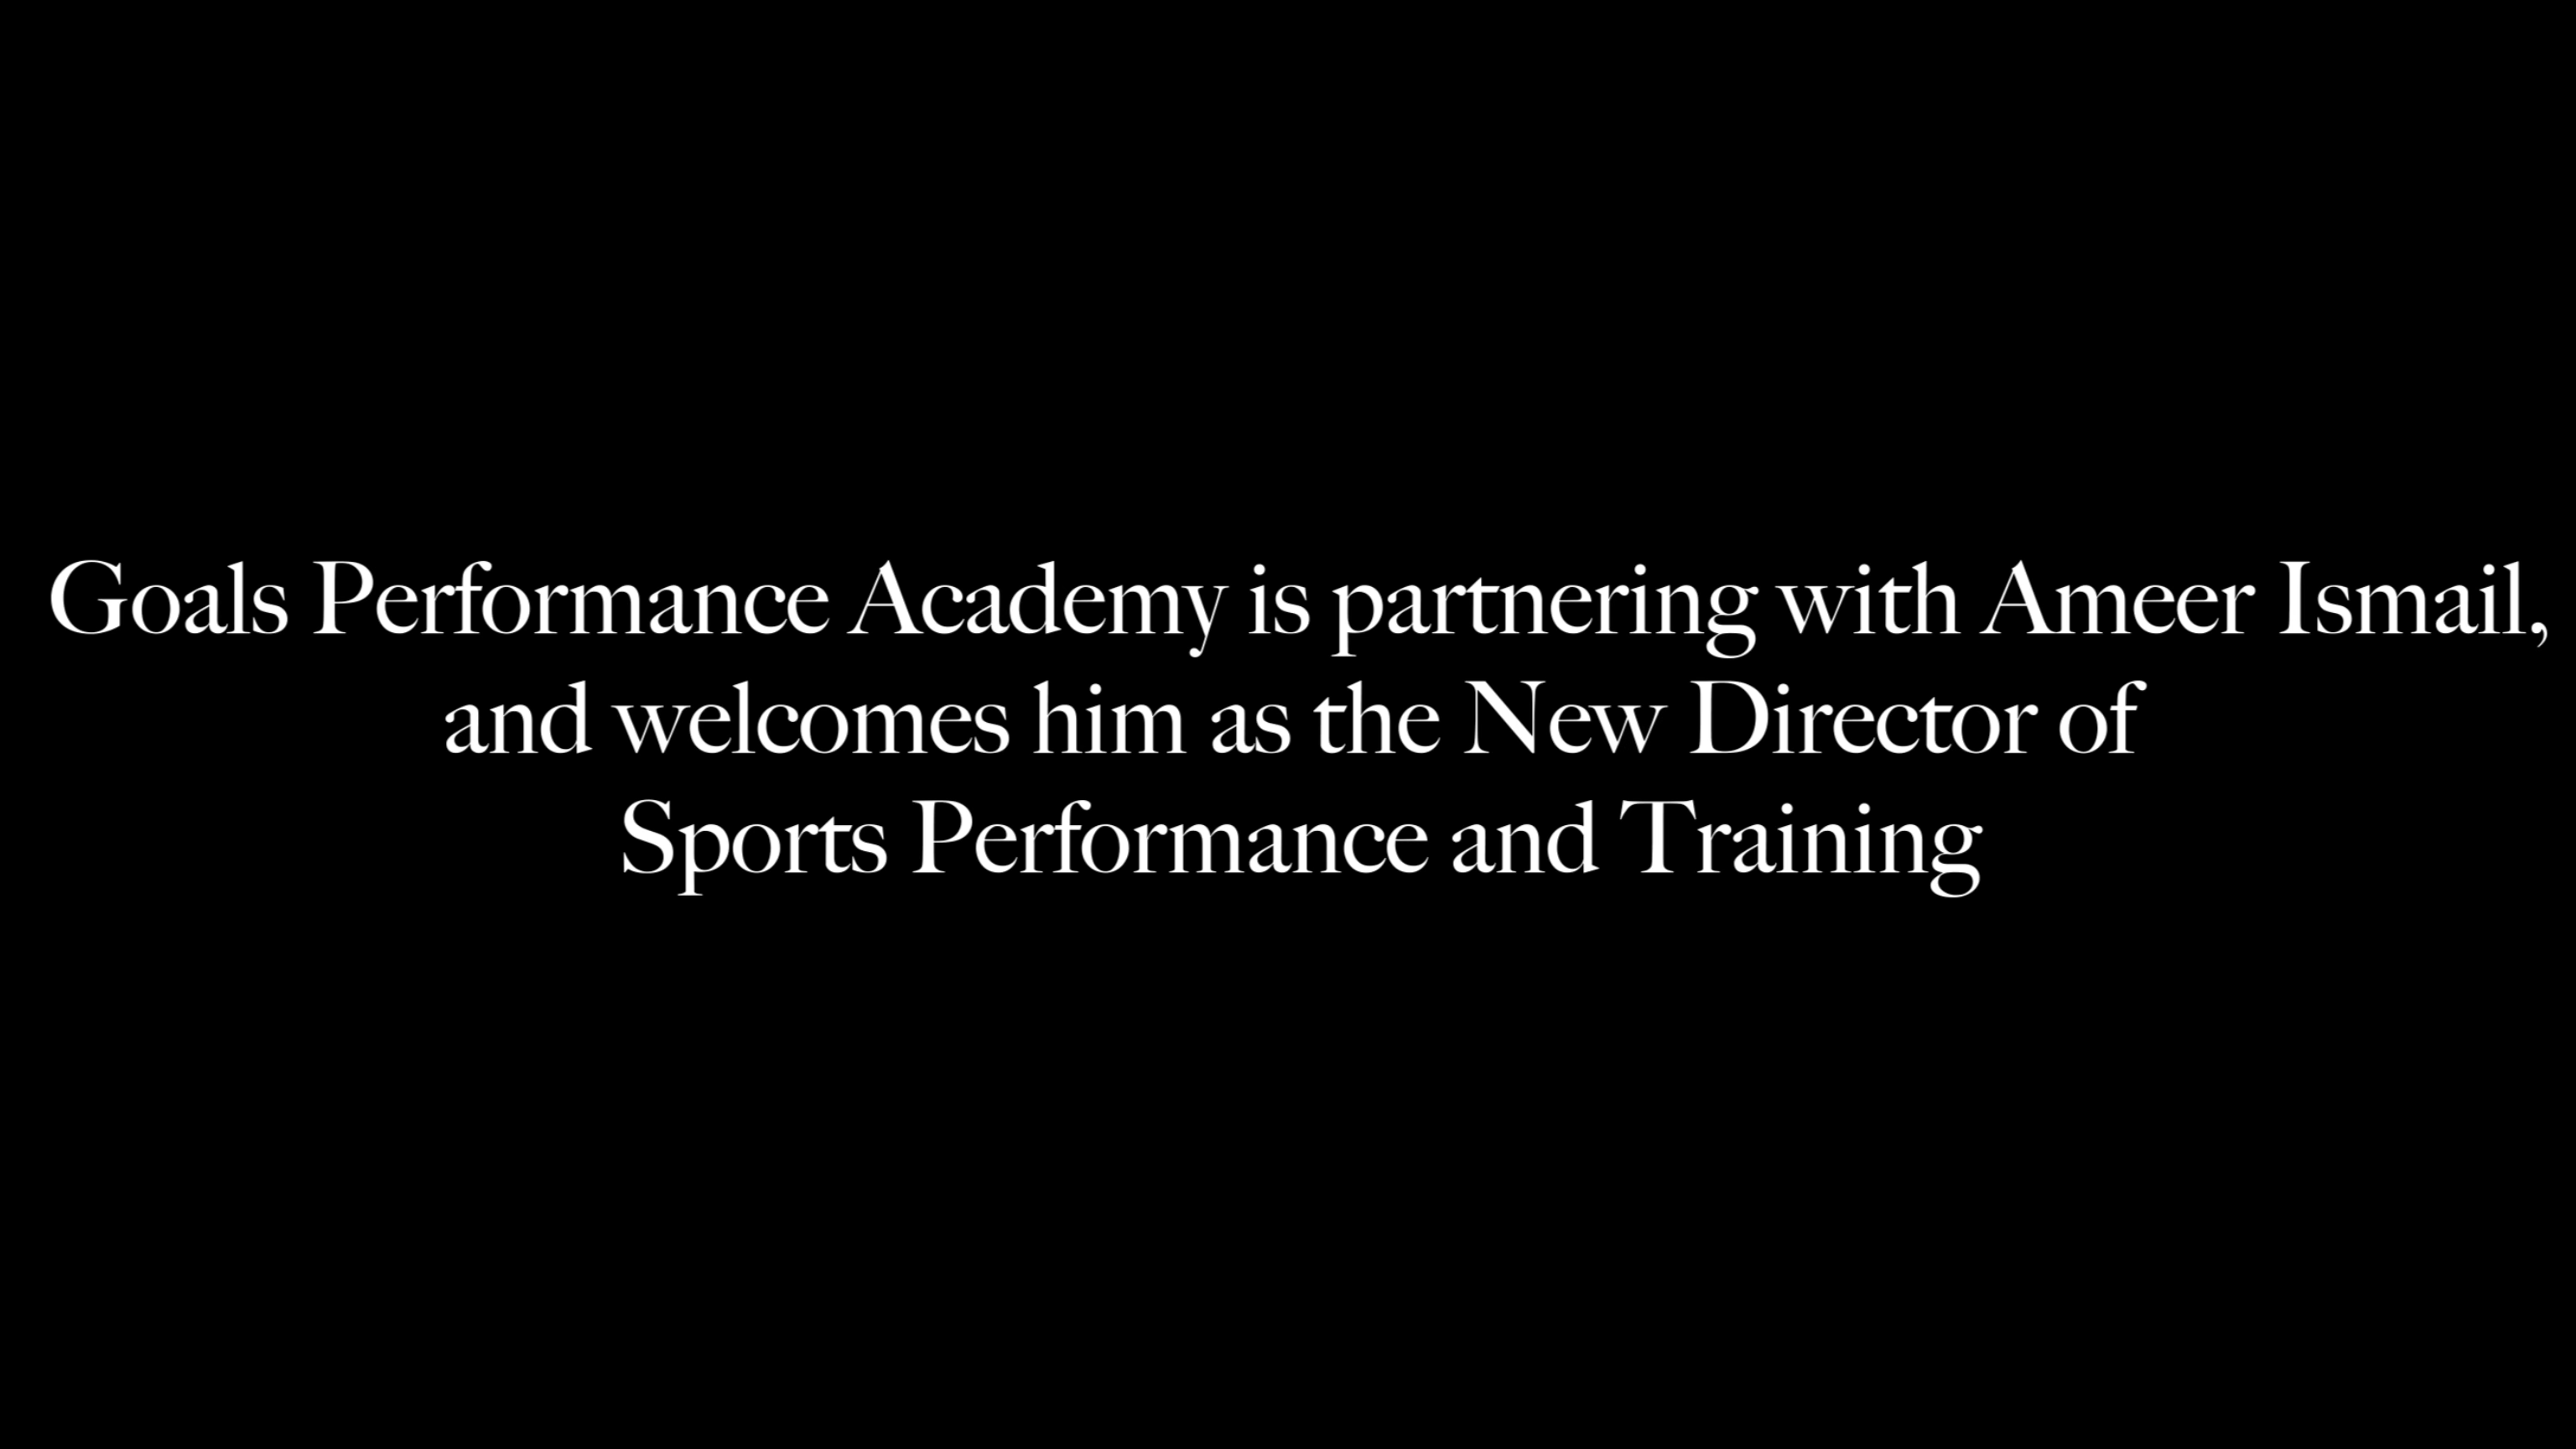 Goals Performance Academy is partnering with Ameer Ismail,
and welcomes him as the New Director of
Sports Performance and Training